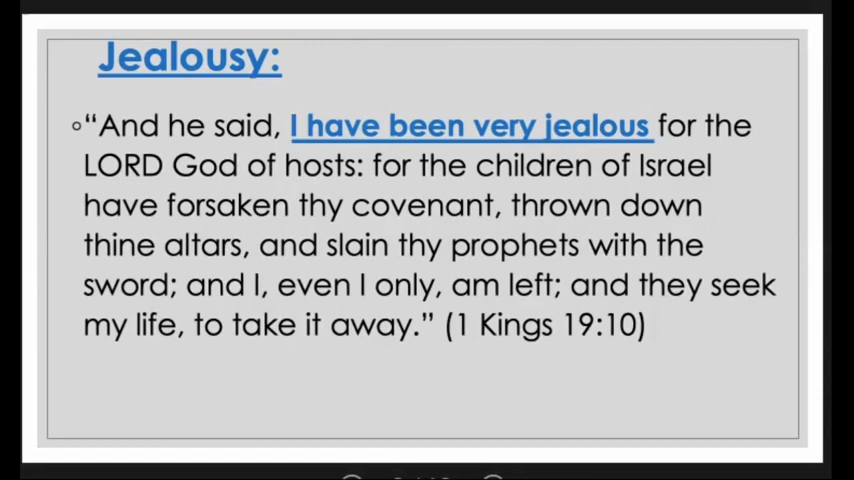 Jealousy:
“And he said, I have been very jealous for the
LORD God of hosts: for the children of Israel
have forsaken thy covenant, thrown down
thine altars, and slain thy prophets with the
sword; and I, even I only, am left; and they seek
my life, to take it away.” (1 Kings 19:10)